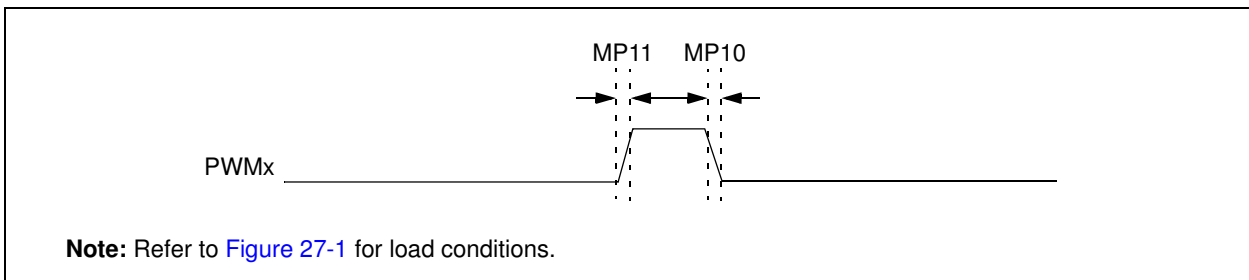 MP11 MP10
PWMx
Note: Refer to Figure 27-1 for load conditions.